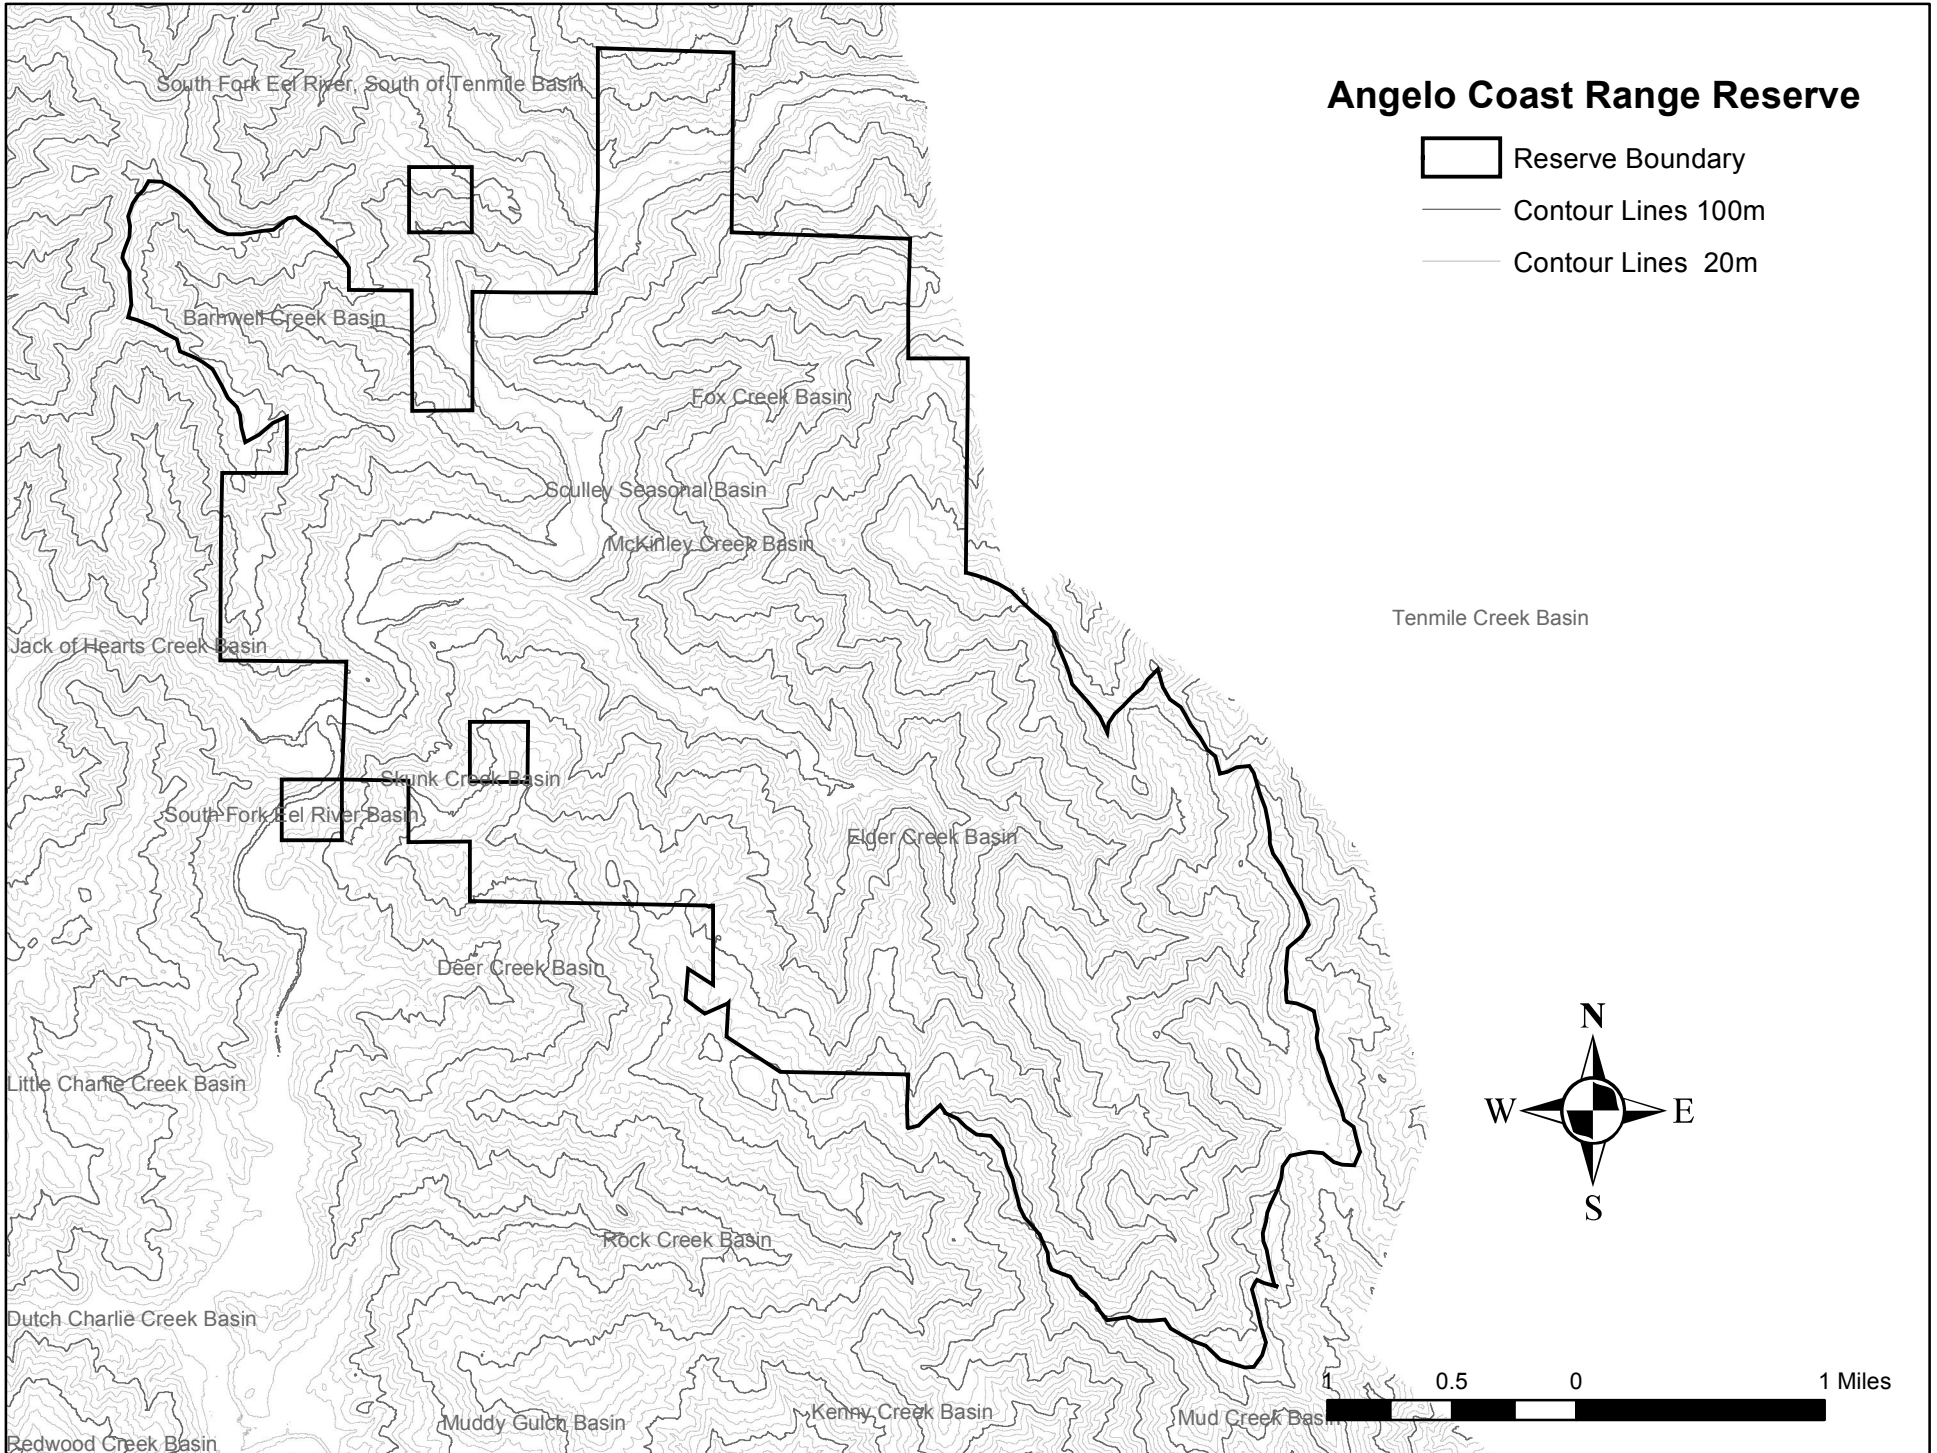 South Fork Eel River, South of Tenmile Basin
Angelo Coast Range Reserve
Reserve Boundary
Contour Lines 100m
Contour Lines 20m
Barnwell Creek Basin
Fox Creek Basin
Sculley Seasonal Basin
McKinley Creek Basin
Tenmile Creek Basin
Jack of Hearts Creek Basin
Skunk Creek Basin
South Fork Eel River Basin
Elder Creek Basin
Deer Creek Basin
N
Little Charlie Creek Basin
W E
S
Rock Creek Basin
Dutch Charlie Creek Basin
1 0.5 0 1 Miles
Muddy Gulch Basin
Kenny Creek Basin
Mud Creek Basin
Redwood Creek Basin